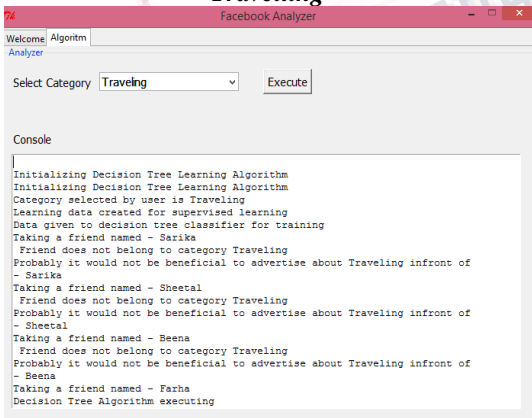 Traveling
Facebook Analyzer
Welcome Algoritm
Analyzer
Select Category Traveling Execute
Console
Initializing Decision Tree Learning Algorithm
Initializing Decision Tree Learning Algorithm
Category selected by user is Traveling
Learning data created for supervised learning
Data given to decision tree classifier for training
Taking a friend named - Sarika
Friend does not belong to category Traveling
Probably it would not be beneficial to advertise about Traveling infront of
- Sarika
Taking a friend named - Sheetal
Friend does not belong to category Traveling
Probably it would not be beneficial to advertise about Traveling infront of
- Sheetal
Taking a friend named - Beena
Friend does not belong to category Traveling
Probably it would not be beneficial to advertise about Traveling infront of
- Beena
Taking a friend named - Farha
Decision Tree Algorithm executing